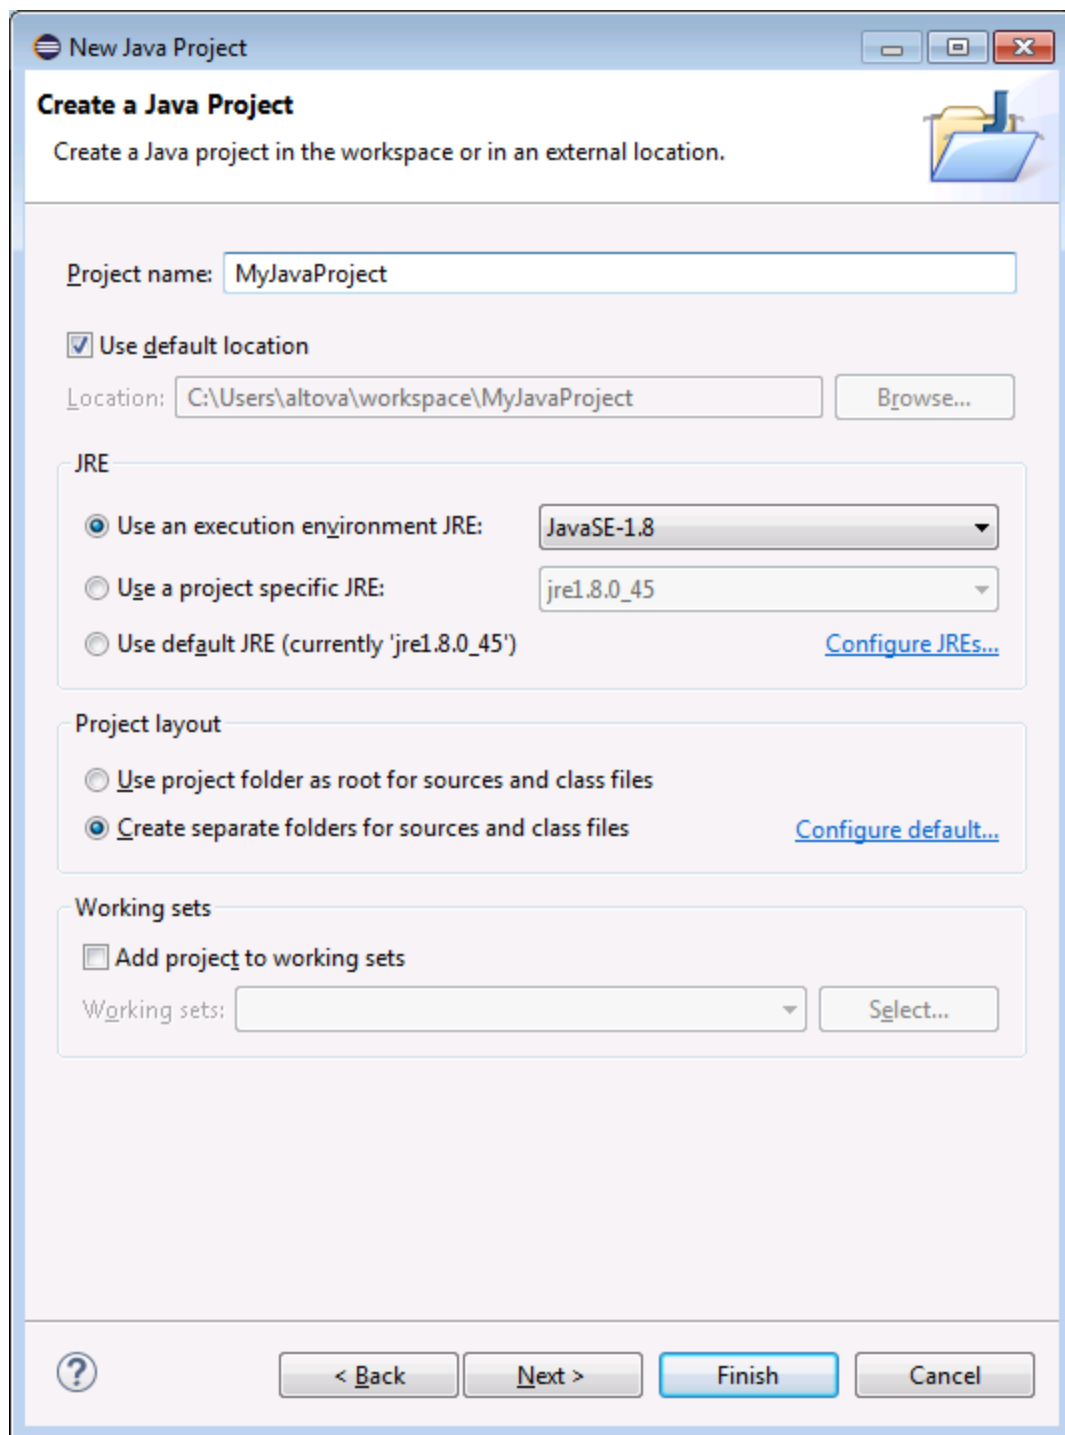 New Java Project
Create a Java Project
Create a Java project in the workspace or in an external location.
Project name: MyJavaProject
Use default location
Location: C:\Users\altova\workspace\MyJavaProject Browse...
JRE
Use an execution environment JRE: JavaSE-1.8
Use a project specific JRE: jre1.8.0_45
Use default JRE (currently 'jre1.8.0_45') Configure JREs...
Project layout
Use project folder as root for sources and class files
Create separate folders for sources and class files Configure default...
Working sets
Add project to working sets
Working sets: Select...
? < Back Next > Finish Cancel